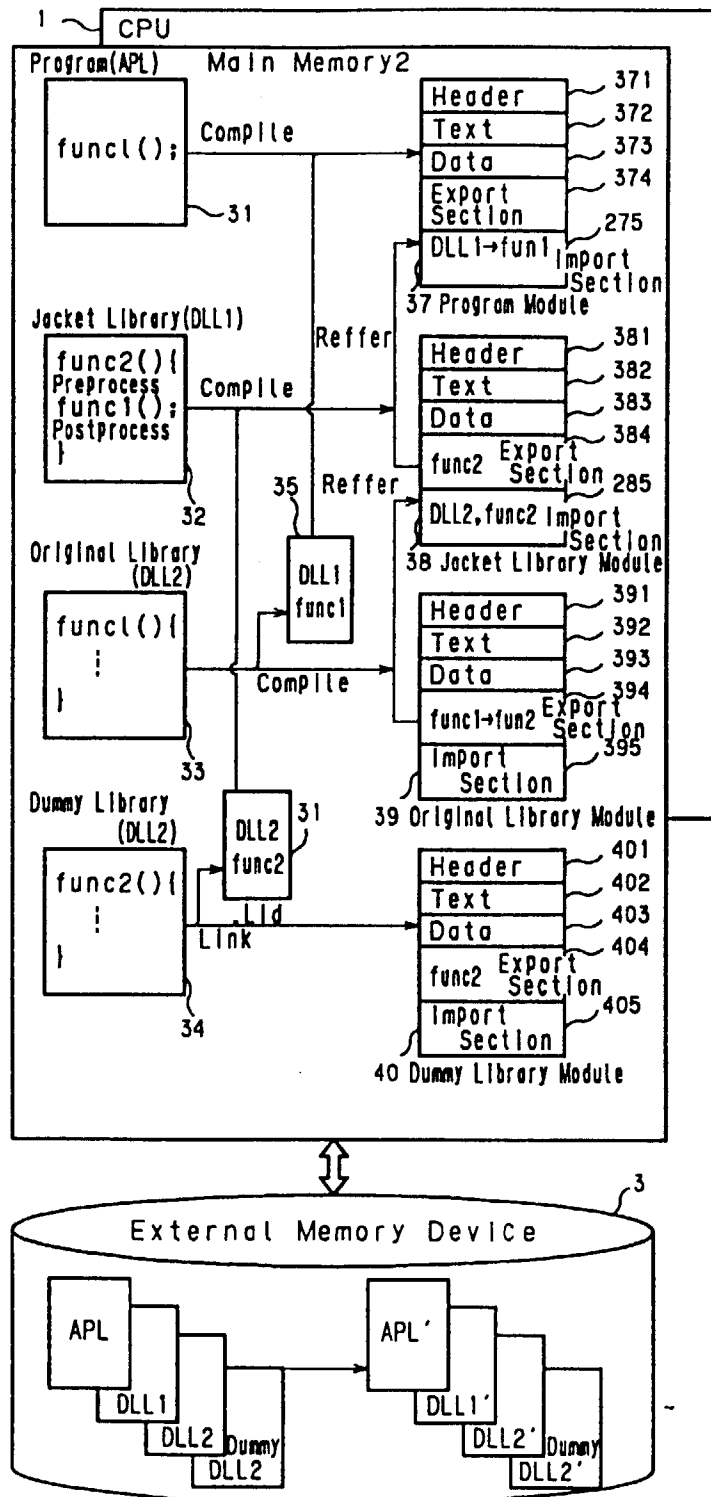 1
CPU
Program(APL)
Main Memory2
func1();
31
Compile
Header
371
Text
372
Data
373
Export
Section
374
DLL1→fun1
Import
Section
275
37 Program Module
Jacket Library(DLL1)
func2(){
Preprocess
func1();
Postprocess
}
32
Compile
Reffer
Header
381
Text
382
Data
383
func2
Export
Section
384
DLL2,func2
Import
Section
285
38 Jacket Library Module
Reffer
35
DLL1
func1
Original Library
(DLL2)
func1(){
⋮
}
33
Compile
Header
391
Text
392
Data
393
func1→fun2
Export
Section
394
Import
Section
395
39 Original Library Module
Dummy Library
(DLL2)
func2(){
⋮
}
34
31
DLL2
func2
.Lid
Link
Header
401
Text
402
Data
403
func2
Export
Section
404
Import
Section
405
40 Dummy Library Module
3
External Memory Device
APL
DLL1
DLL2
Dummy
DLL2
APL'
DLL1'
DLL2'
Dummy
DLL2'